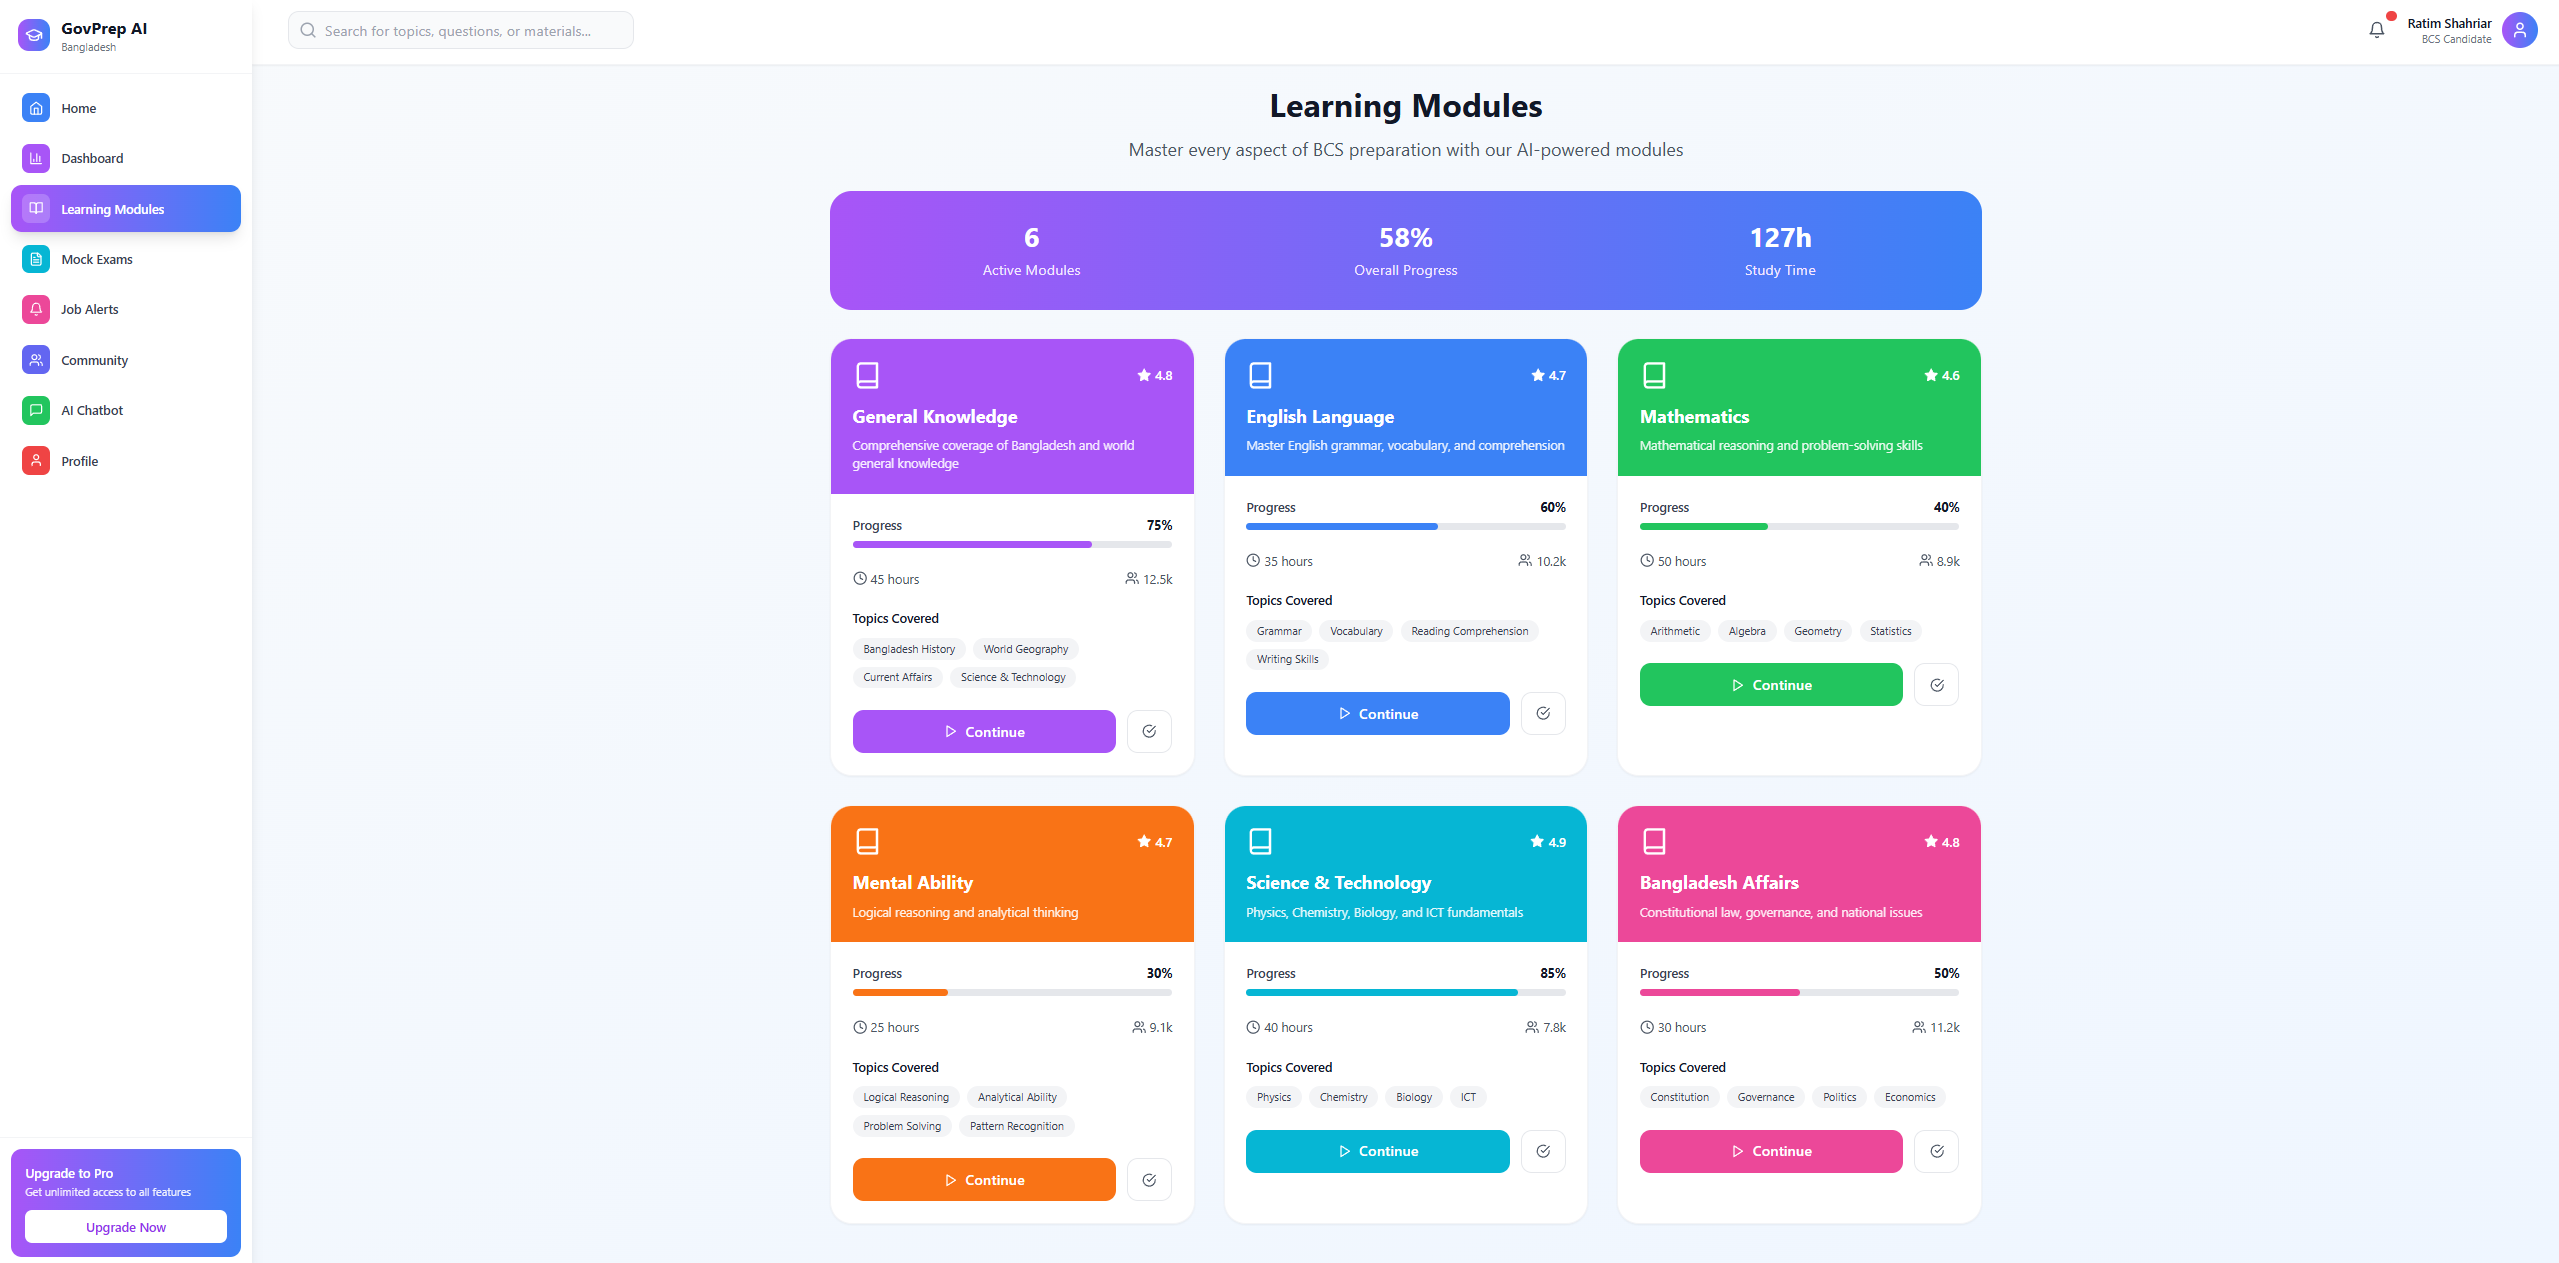 GovPrep AI
Bangladesh
Home
Dashboard
Learning Modules
Mock Exams
Job Alerts
Community
AI Chatbot
Profile
Upgrade to Pro
Get unlimited access to all features
Upgrade Now
Search for topics, questions, or materials...
Ratim Shahriar
BCS Candidate
Learning Modules
Master every aspect of BCS preparation with our AI-powered modules
6
Active Modules
58%
Overall Progress
127h
Study Time
4.8
General Knowledge
Comprehensive coverage of Bangladesh and world
general knowledge
Progress 75%
45 hours 12.5k
Topics Covered
Bangladesh History World Geography
Current Affairs Science & Technology
Continue
4.7
English Language
Master English grammar, vocabulary, and comprehension
Progress 60%
35 hours 10.2k
Topics Covered
Grammar Vocabulary Reading Comprehension
Writing Skills
Continue
4.6
Mathematics
Mathematical reasoning and problem-solving skills
Progress 40%
50 hours 8.9k
Topics Covered
Arithmetic Algebra Geometry Statistics
Continue
4.7
Mental Ability
Logical reasoning and analytical thinking
Progress 30%
25 hours 9.1k
Topics Covered
Logical Reasoning Analytical Ability
Problem Solving Pattern Recognition
Continue
4.9
Science & Technology
Physics, Chemistry, Biology, and ICT fundamentals
Progress 85%
40 hours 7.8k
Topics Covered
Physics Chemistry Biology ICT
Continue
4.8
Bangladesh Affairs
Constitutional law, governance, and national issues
Progress 50%
30 hours 11.2k
Topics Covered
Constitution Governance Politics Economics
Continue